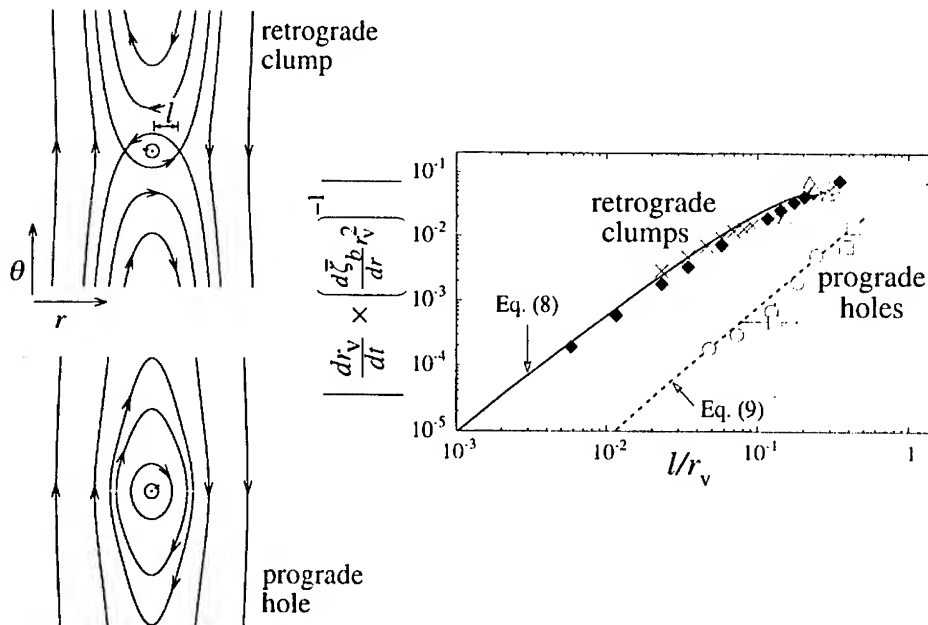 retrograde
clump
l
θ
r
prograde
hole
| dr_v/dt × ( dζ̄_b/dr r_v^2 )^-1 |
10^-1
10^-2
10^-3
10^-4
10^-5
retrograde
clumps
Eq. (8)
prograde
holes
Eq. (9)
10^-3
10^-2
10^-1
1
l/r_v